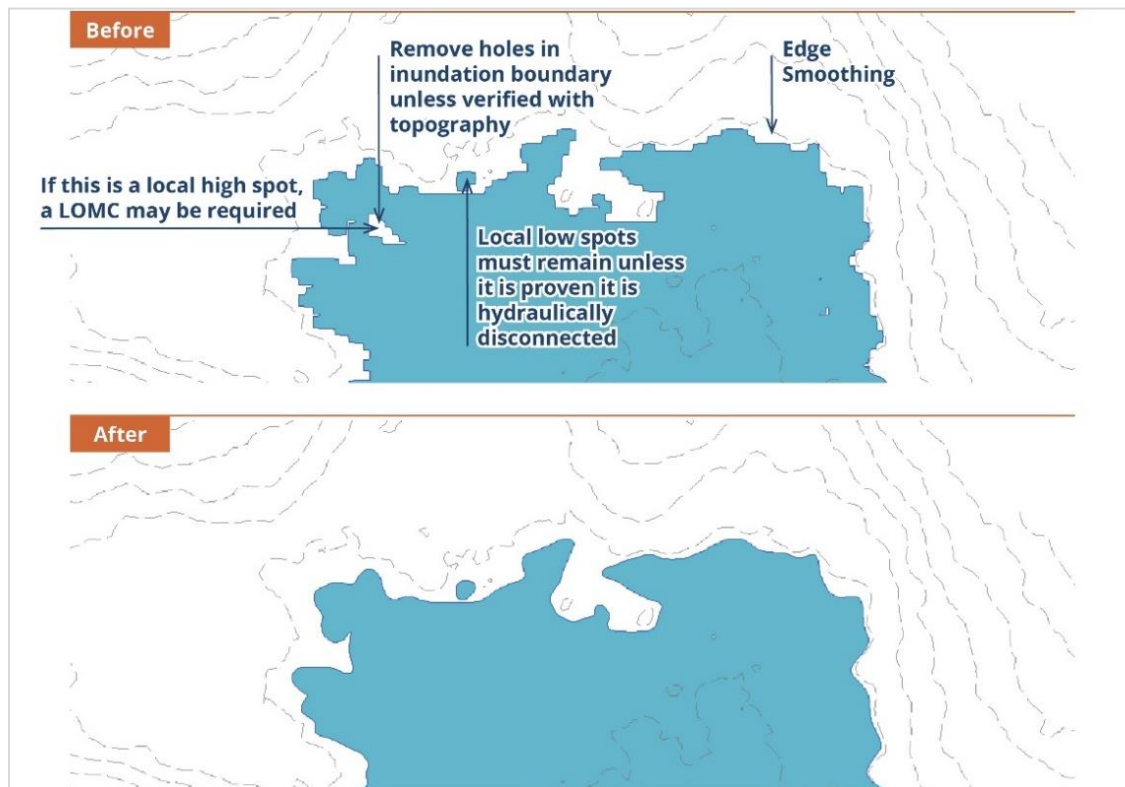 Before
Remove holes in
inundation boundary
unless verified with
topography
Edge
Smoothing
If this is a local high spot,
a LOMC may be required
Local low spots
must remain unless
it is proven it is
hydraulically
disconnected
After